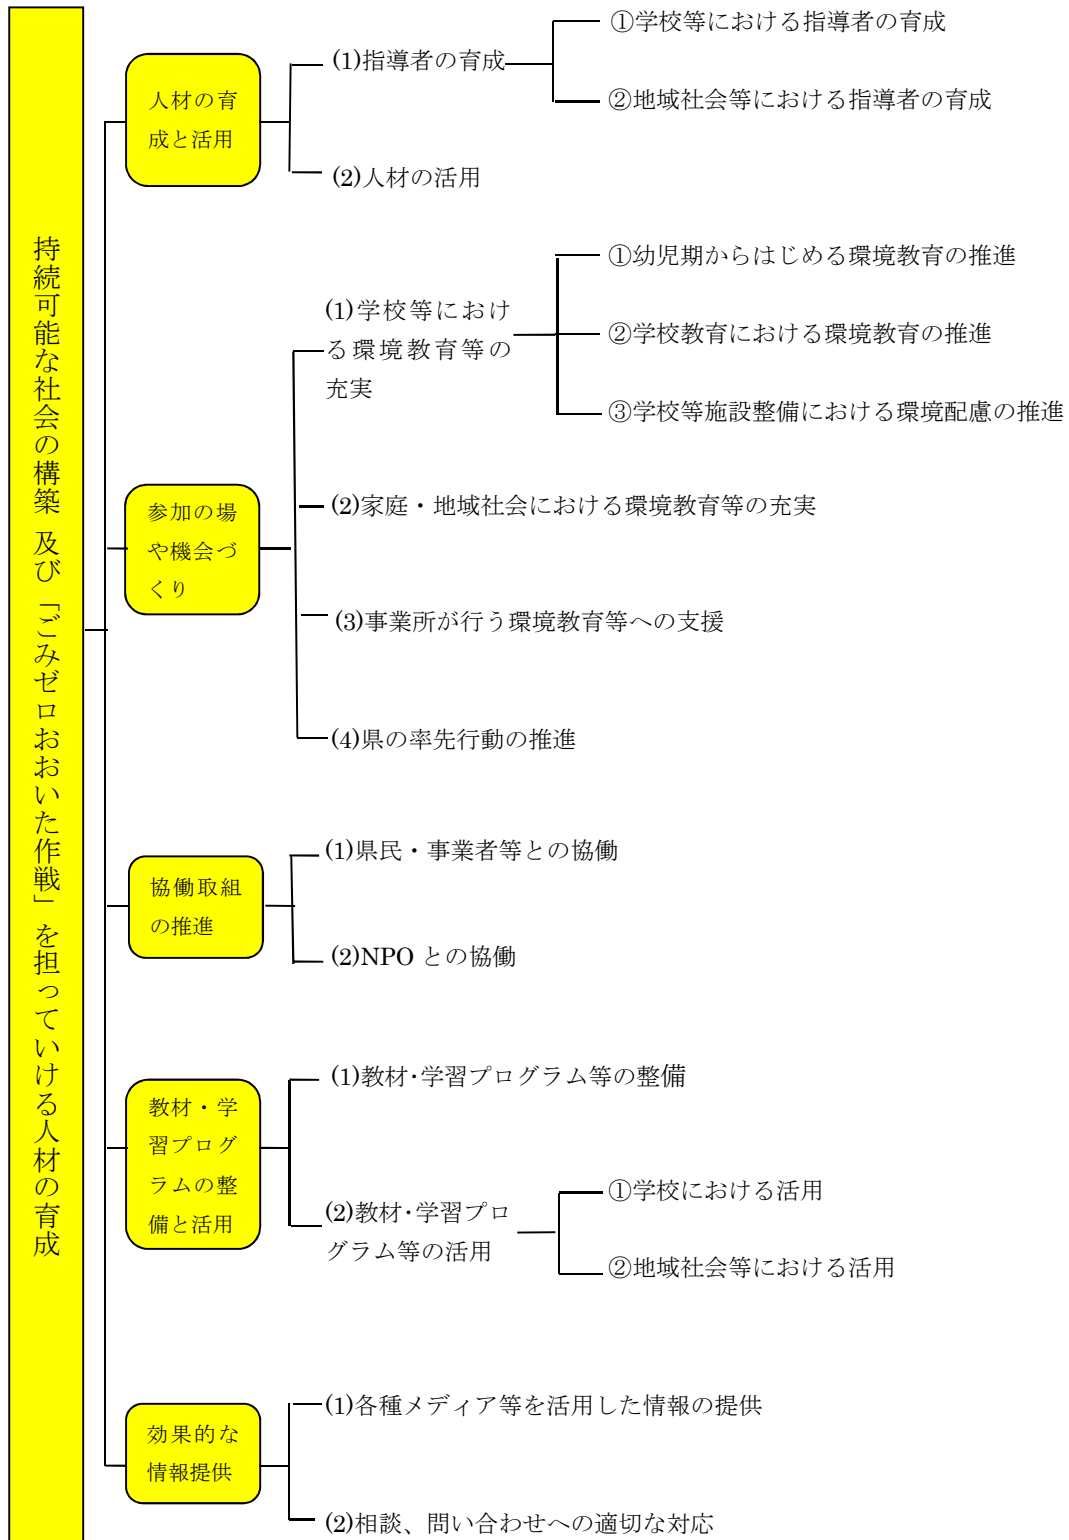 持続可能な社会の構築 及び「ごみゼロおおいた作戦」を担っていける人材の育成
人材の育
成と活用
(1)指導者の育成
①学校等における指導者の育成
②地域社会等における指導者の育成
(2)人材の活用
参加の場
や機会づ
くり
(1)学校等におけ
る環境教育等の
充実
①幼児期からはじめる環境教育の推進
②学校教育における環境教育の推進
③学校等施設整備における環境配慮の推進
(2)家庭・地域社会における環境教育等の充実
(3)事業所が行う環境教育等への支援
(4)県の率先行動の推進
協働取組
の推進
(1)県民・事業者等との協働
(2)NPO との協働
教材・学
習プログ
ラムの整
備と活用
(1)教材･学習プログラム等の整備
(2)教材･学習プロ
グラム等の活用
①学校における活用
②地域社会等における活用
効果的な
情報提供
(1)各種メディア等を活用した情報の提供
(2)相談、問い合わせへの適切な対応